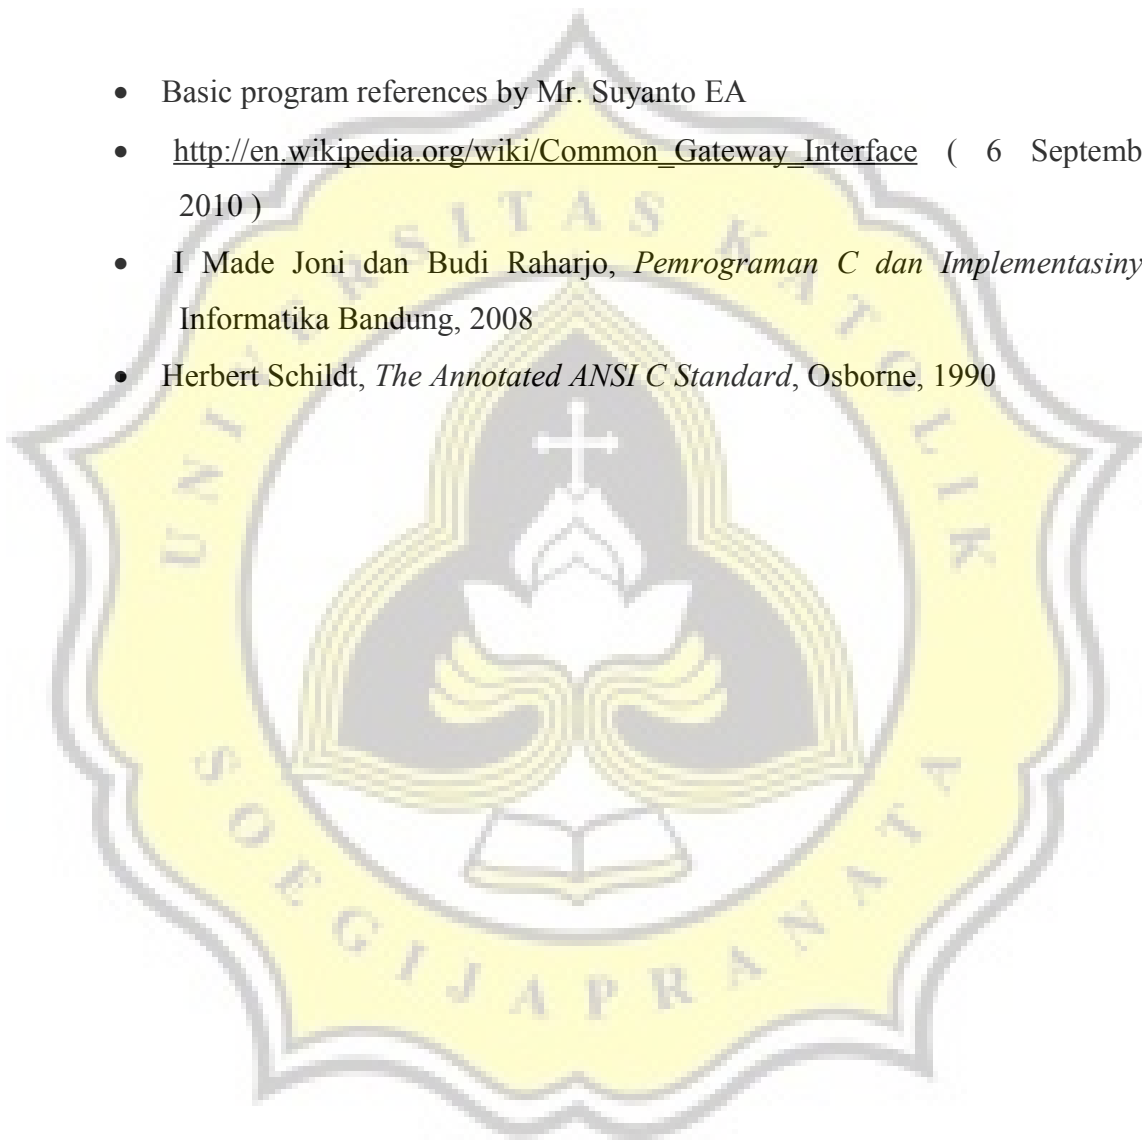 • Basic program references by Mr. Suyanto EA
• http://en.wikipedia.org/wiki/Common_Gateway_Interface ( 6 Septemb
2010 )
• I Made Joni dan Budi Raharjo, Pemrograman C dan Implementasiny
Informatika Bandung, 2008
• Herbert Schildt, The Annotated ANSI C Standard, Osborne, 1990
UNIVERSITAS KATOLIK
SOEGIJAPRANATA